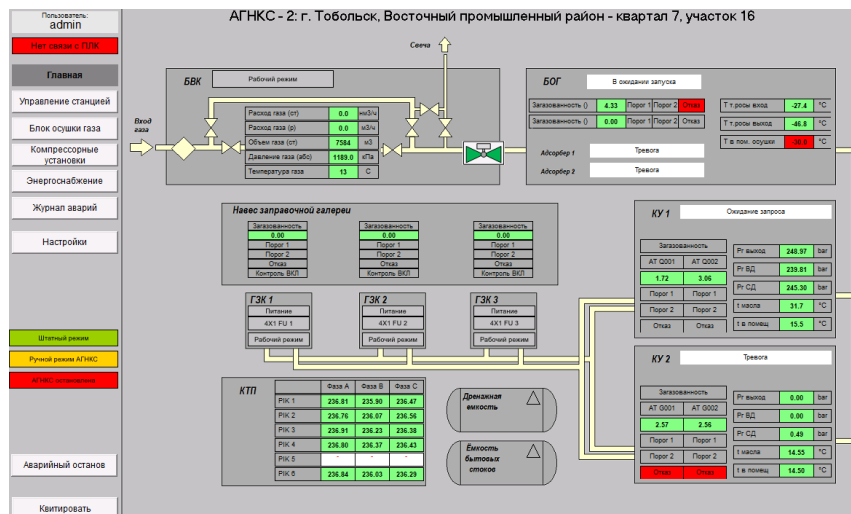 Пользователь:
admin
АГНКС - 2: г. Тобольск, Восточный промышленный район - квартал 7, участок 16
Нет связи с ПЛК
Главная
Управление станцией
Блок осушки газа
Компрессорные
установки
Энергоснабжение
Журнал аварий
Настройки
Штатный режим
Ручной режим АГНКС
АГНКС остановлена
Аварийный останов
Квитировать
Свеча
Вход
газа
БВК
Рабочий режим
Расход газа (ст) 0.0 нм3/ч
Расход газа (р) 0.0 м3/ч
Объем газа (ст) 7584 м3
Давление газа (абс) 1189.0 кПа
Температура газа 13 С
БОГ
В ожидании запуска
Загазованность () 4.33 Порог 1 Порог 2 Отказ
Загазованность () 0.00 Порог 1 Порог 2 Отказ
Т т.росы вход -27.4 °С
Т т.росы выход -46.8 °С
Т в пом. осушки -30.0 °С
Адсорбер 1 Тревога
Адсорбер 2 Тревога
Навес заправочной галереи
Загазованность Загазованность Загазованность
0.00 0.00 0.00
Порог 1 Порог 1 Порог 1
Порог 2 Порог 2 Порог 2
Отказ Отказ Отказ
Контроль ВКЛ Контроль ВКЛ Контроль ВКЛ
ГЗК 1 ГЗК 2 ГЗК 3
Питание Питание Питание
4X1 FU 1 4X1 FU 2 4X1 FU 3
Рабочий режим Рабочий режим Рабочий режим
КТП
Фаза A Фаза B Фаза C
PIK 1 236.81 235.90 236.47
PIK 2 236.76 236.07 236.56
PIK 3 236.91 236.23 236.38
PIK 4 236.80 236.37 236.43
PIK 5 - - -
PIK 6 236.84 236.03 236.29
Дренажная
емкость
Ёмкость
бытовых
стоков
КУ 1
Ожидание запроса
Загазованность
AT Q001 AT Q002
1.72 3.06
Порог 1 Порог 1
Порог 2 Порог 2
Отказ Отказ
Pг выход 248.97 bar
Pг ВД 239.81 bar
Pг СД 245.30 bar
t масла 31.7 °С
t в помещ 15.5 °С
КУ 2
Тревога
Загазованность
AT G001 AT G002
2.57 2.56
Порог 1 Порог 1
Порог 2 Порог 2
Отказ Отказ
Pг выход 0.00 bar
Pг ВД 0.00 bar
Pг СД 0.49 bar
t масла 14.55 °С
t в помещ 14.50 °С